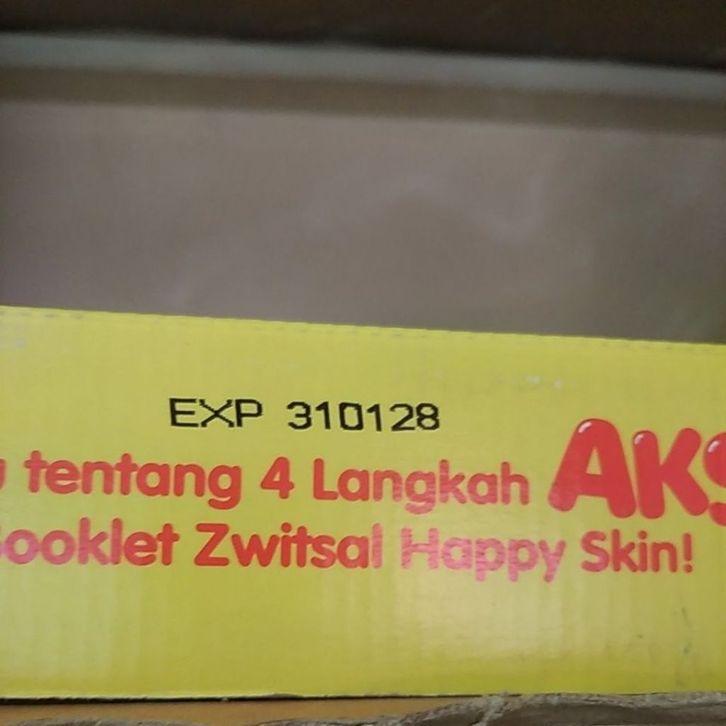 EXP 310128
tentang 4 Langkah
Booklet Zwitsal Happy Skin!